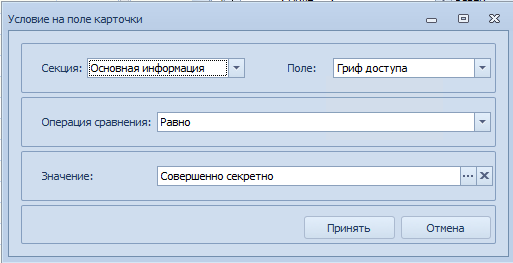 Условие на поле карточки
Секция: Основная информация Поле: Гриф доступа
Операция сравнения: Равно
Значение: Совершенно секретно
Принять Отмена